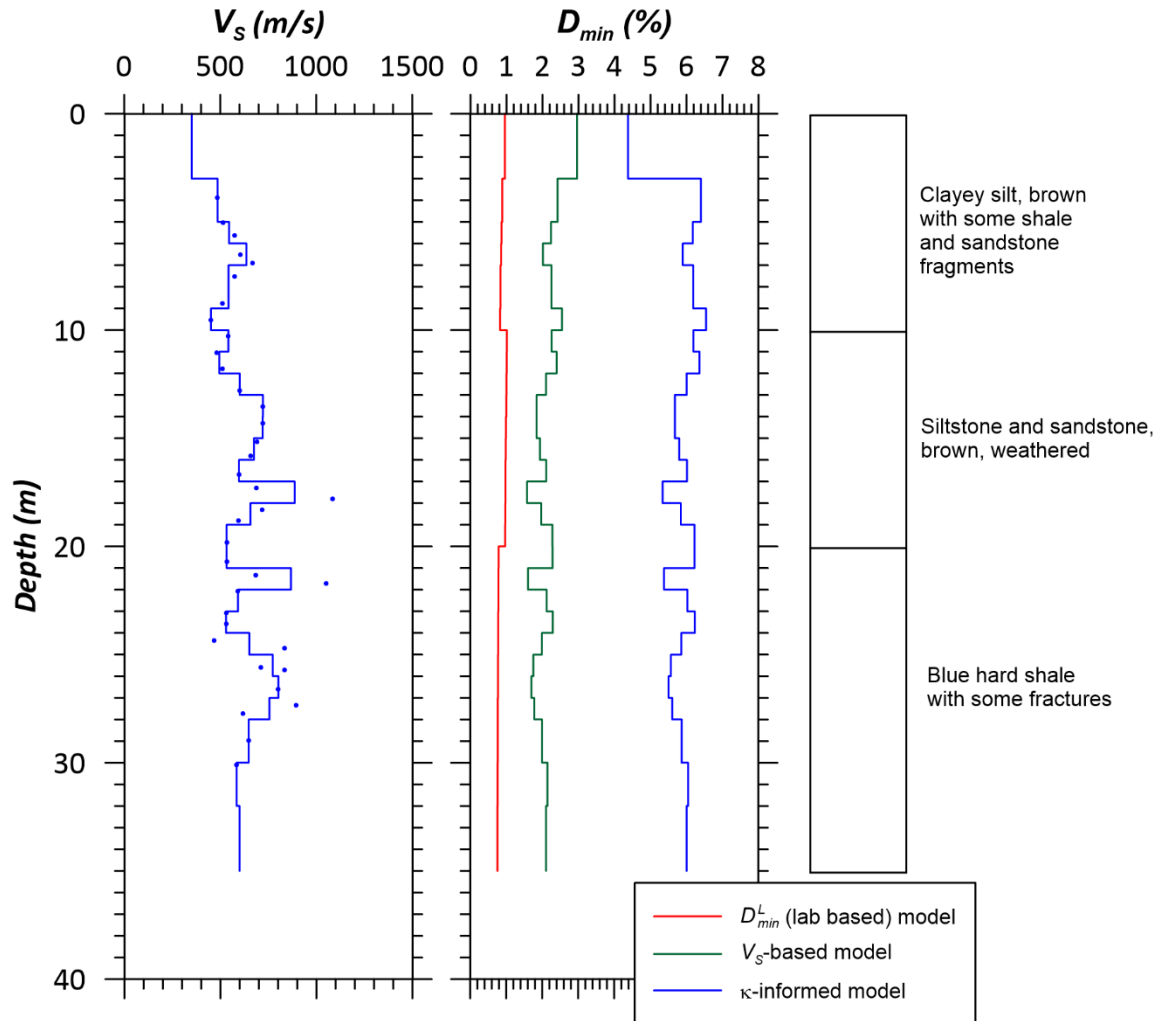 V_S (m/s)
D_min (%)
0 500 1000 1500
0 1 2 3 4 5 6 7 8
0
10
20
30
40
Depth (m)
Clayey silt, brown
with some shale
and sandstone
fragments
Siltstone and sandstone,
brown, weathered
Blue hard shale
with some fractures
D^L_min (lab based) model
V_S-based model
κ-informed model